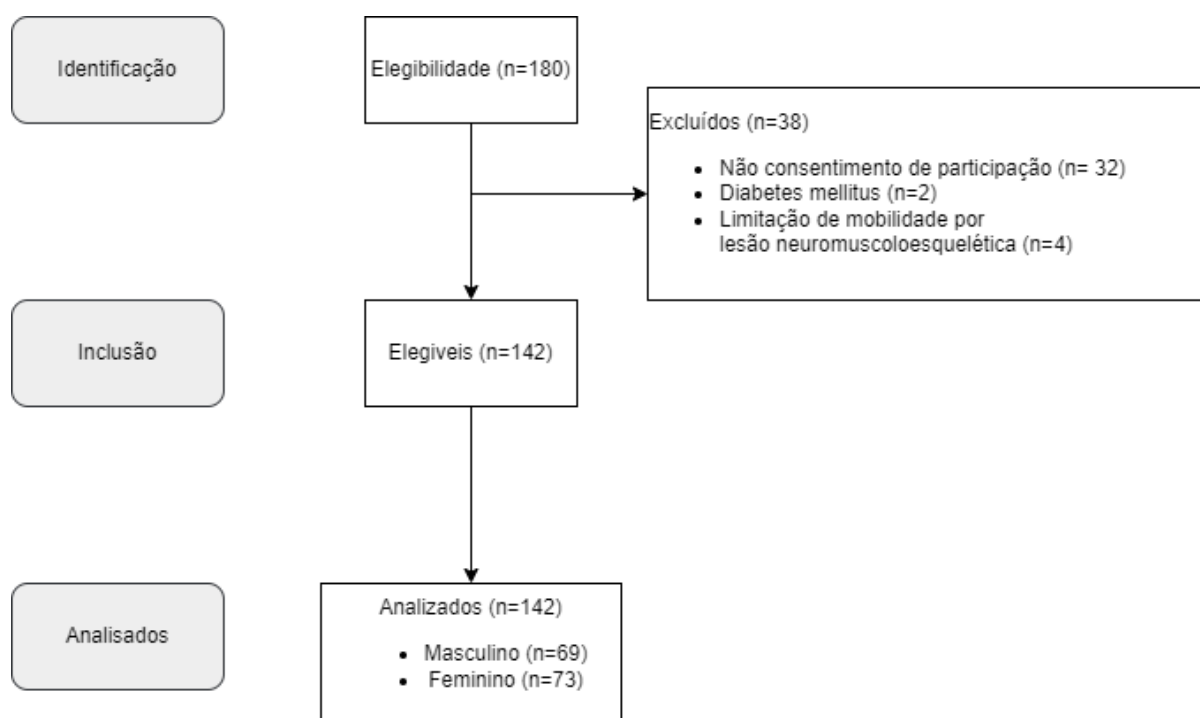 Identificação
Elegibilidade (n=180)
Excluídos (n=38)
• Não consentimento de participação (n= 32)
• Diabetes mellitus (n=2)
• Limitação de mobilidade por
lesão neuromuscoloesquelética (n=4)
Inclusão
Elegiveis (n=142)
Analisados
Analizados (n=142)
• Masculino (n=69)
• Feminino (n=73)